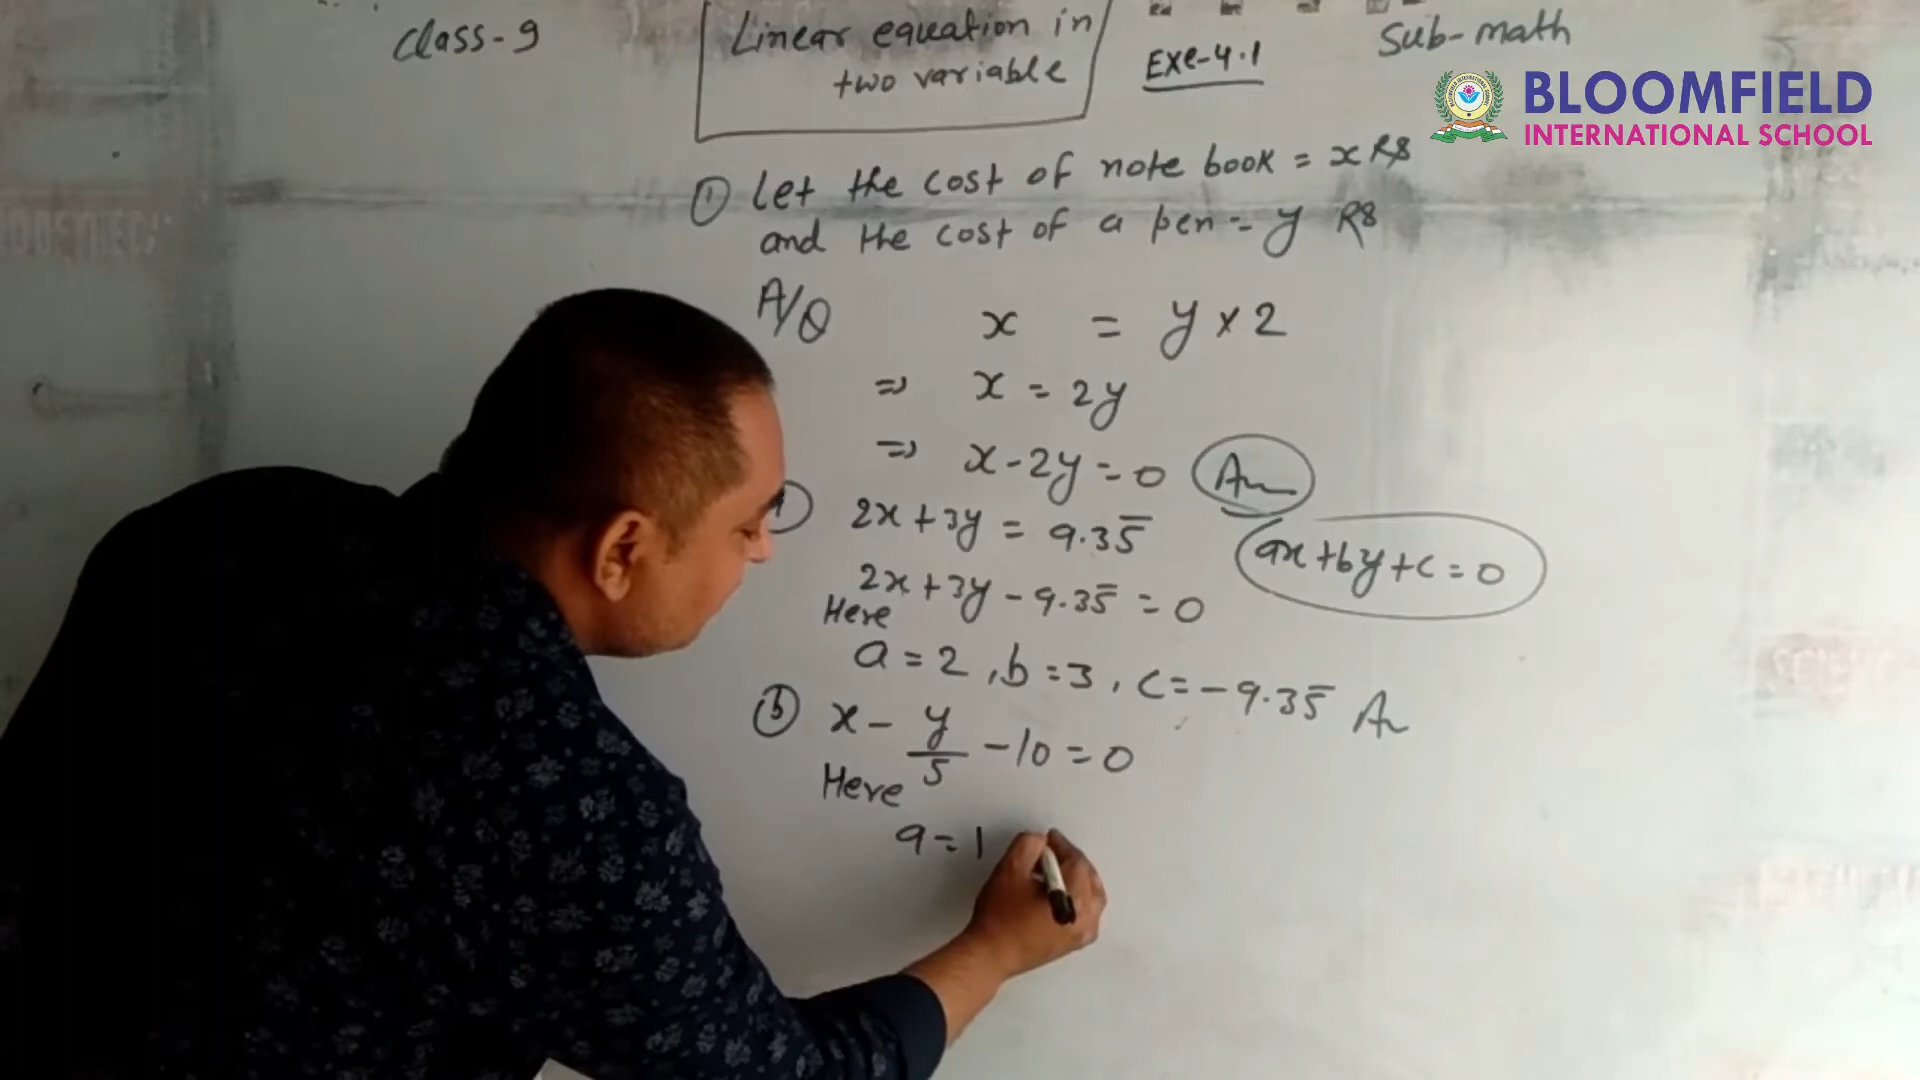 Class-9
Linear equation in
two variable
Exe-4.1
Sub-math
BLOOMFIELD
INTERNATIONAL SCHOOL
① Let the cost of note book = x Rs
and the cost of a pen = y Rs
A/Q x = y × 2
⇒ x = 2y
⇒ x - 2y = 0 Ans
2x + 3y = 9.35̅
ax + by + c = 0
2x + 3y - 9.35̅ = 0
Here
a = 2, b = 3, c = -9.35̅ An
ⓑ x - y/5 - 10 = 0
Here
a = 1